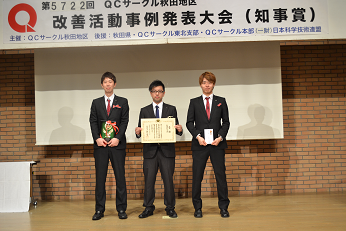 第5722回 QCサークル秋田地区
改善活動事例発表大会（知事賞）
主催：QCサークル秋田地区 後援：秋田県・QCサークル東北支部・QCサークル本部(一財)日本科学技術連盟